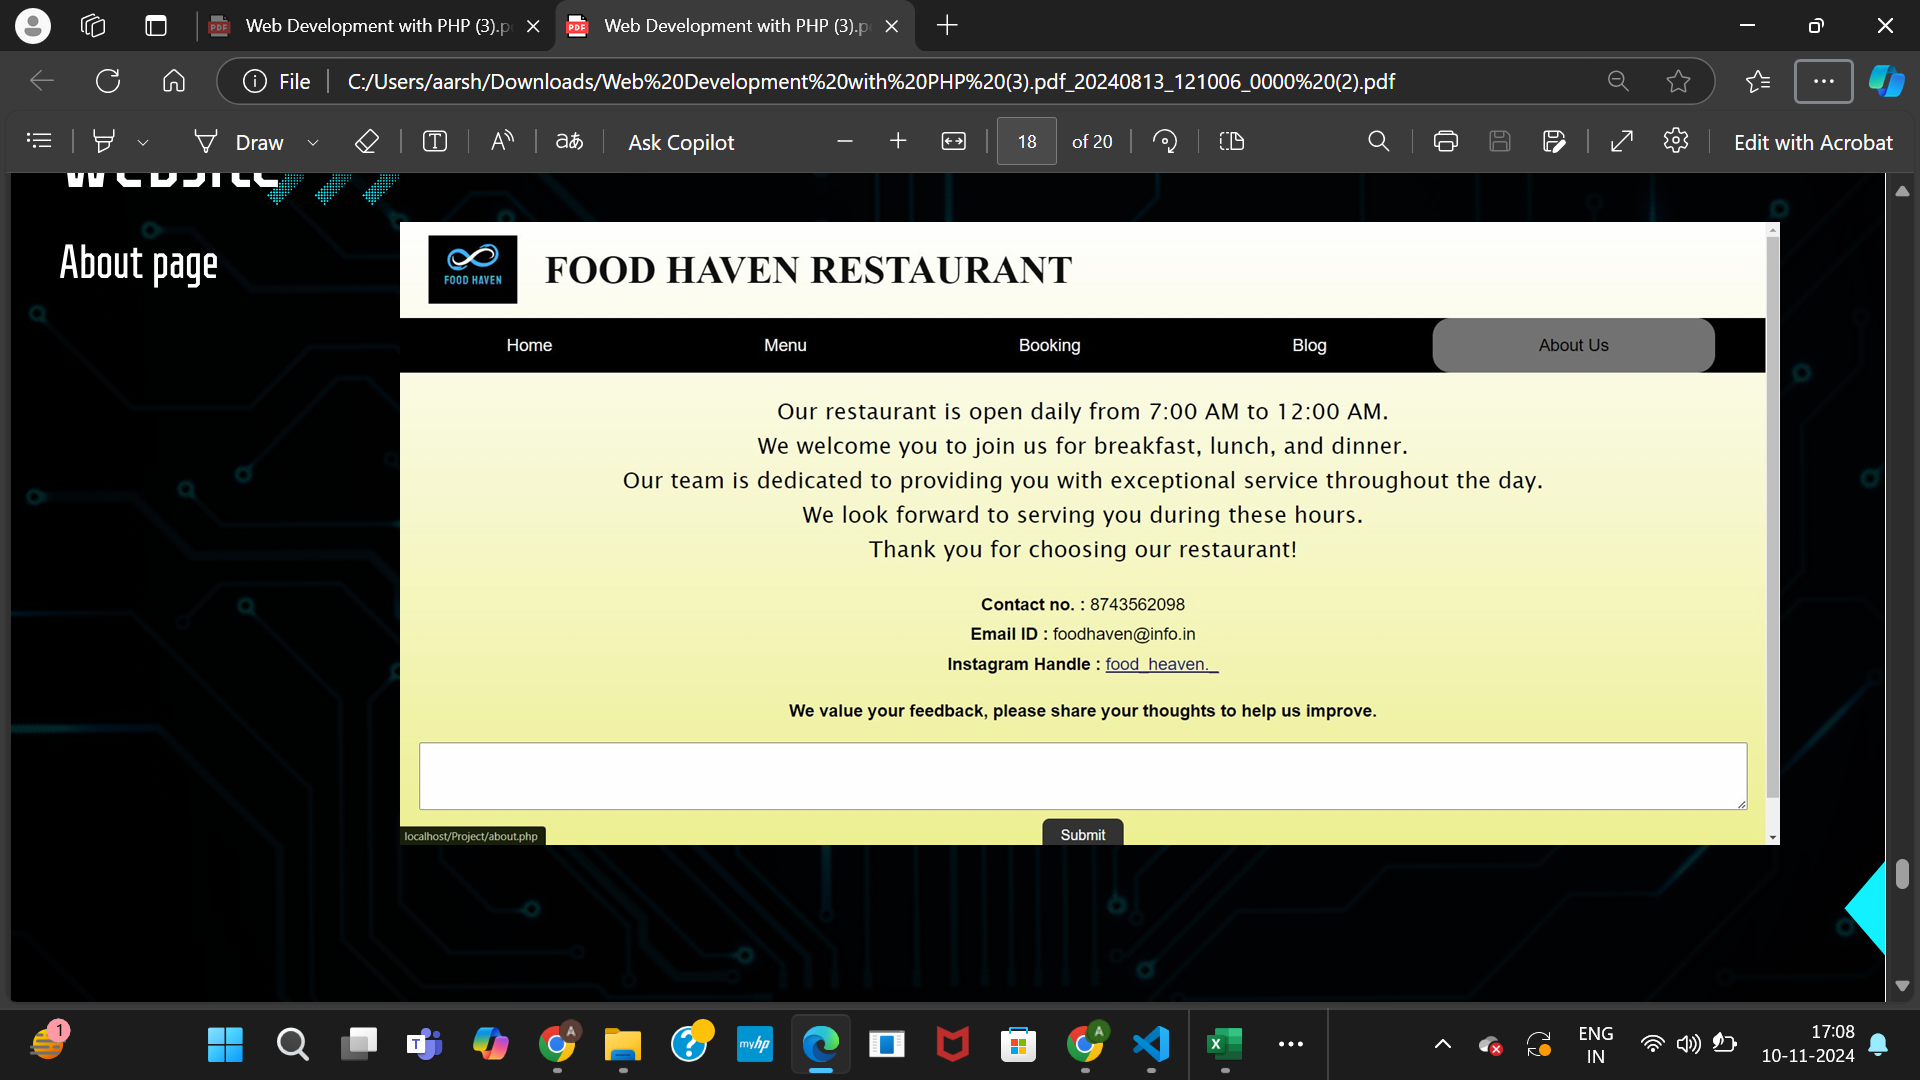 Web Development with PHP (3).p
Web Development with PHP (3).p
File
C:/Users/aarsh/Downloads/Web%20Development%20with%20PHP%20(3).pdf_20240813_121006_0000%20(2).pdf
Draw
T
A
aあ
Ask Copilot
18 of 20
Edit with Acrobat
Website
About page
FOOD HAVEN
FOOD HAVEN RESTAURANT
Home Menu Booking Blog About Us
Our restaurant is open daily from 7:00 AM to 12:00 AM.
We welcome you to join us for breakfast, lunch, and dinner.
Our team is dedicated to providing you with exceptional service throughout the day.
We look forward to serving you during these hours.
Thank you for choosing our restaurant!
Contact no. : 8743562098
Email ID : foodhaven@info.in
Instagram Handle : food_heaven._
We value your feedback, please share your thoughts to help us improve.
Submit
localhost/Project/about.php
1
T
A
?
myhp
A
X
ENG
IN
17:08
10-11-2024